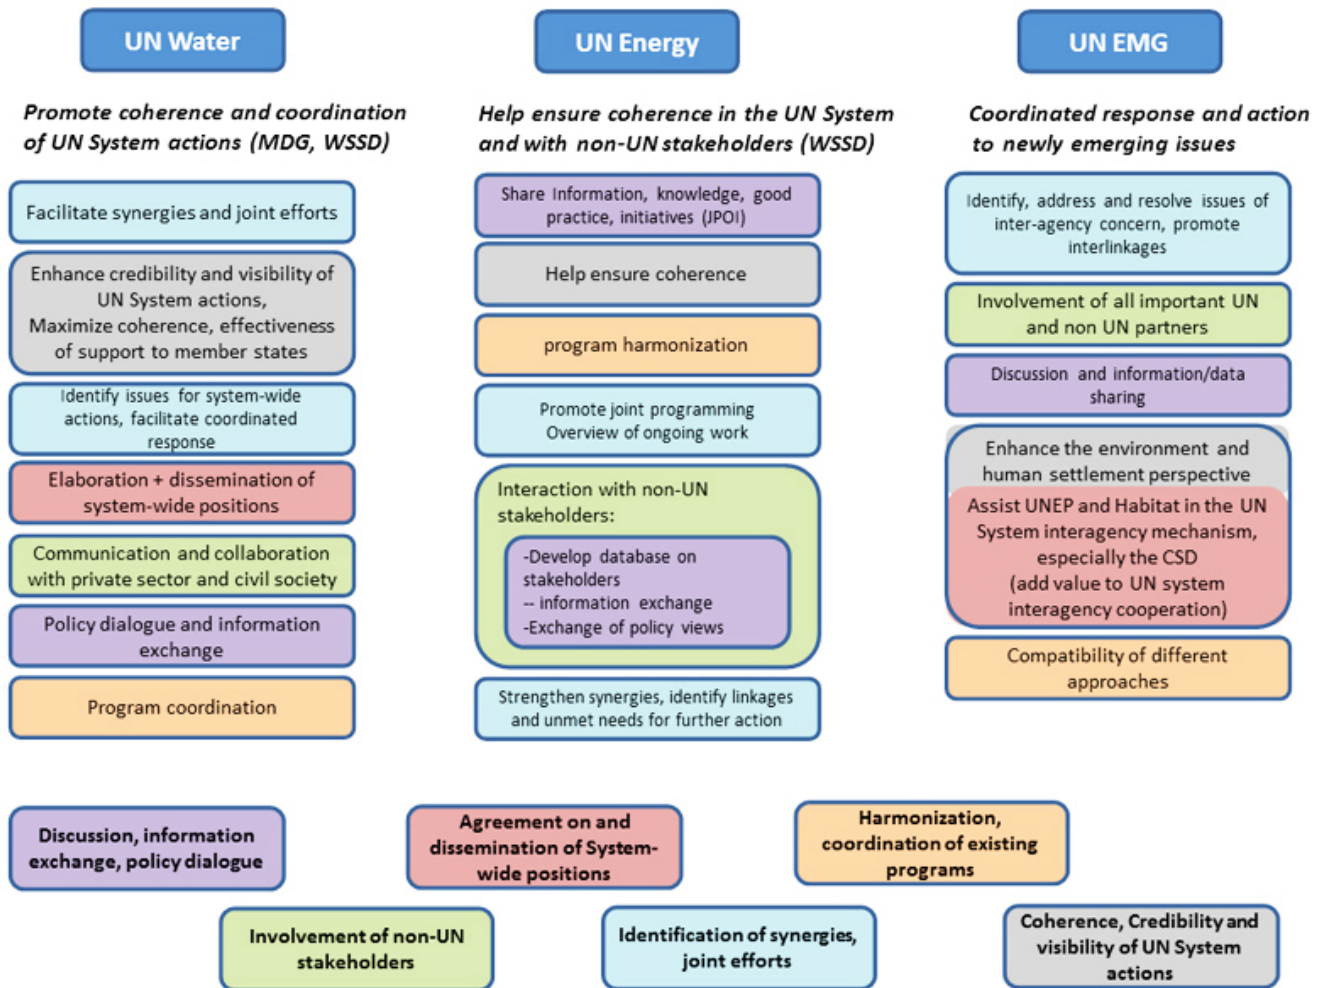 UN Water
Promote coherence and coordination
of UN System actions (MDG, WSSD)
Facilitate synergies and joint efforts
Enhance credibility and visibility of
UN System actions,
Maximize coherence, effectiveness
of support to member states
Identify issues for system-wide
actions, facilitate coordinated
response
Elaboration + dissemination of
system-wide positions
Communication and collaboration
with private sector and civil society
Policy dialogue and information
exchange
Program coordination
UN Energy
Help ensure coherence in the UN System
and with non-UN stakeholders (WSSD)
Share Information, knowledge, good
practice, initiatives (JPOI)
Help ensure coherence
program harmonization
Promote joint programming
Overview of ongoing work
Interaction with non-UN
stakeholders:
-Develop database on
stakeholders
-- information exchange
-Exchange of policy views
Strengthen synergies, identify linkages
and unmet needs for further action
UN EMG
Coordinated response and action
to newly emerging issues
Identify, address and resolve issues of
inter-agency concern, promote
interlinkages
Involvement of all important UN
and non UN partners
Discussion and information/data
sharing
Enhance the environment and
human settlement perspective
Assist UNEP and Habitat in the UN
System interagency mechanism,
especially the CSD
(add value to UN system
interagency cooperation)
Compatibility of different
approaches
Discussion, information
exchange, policy dialogue
Agreement on and
dissemination of System-
wide positions
Harmonization,
coordination of existing
programs
Involvement of non-UN
stakeholders
Identification of synergies,
joint efforts
Coherence, Credibility and
visibility of UN System
actions